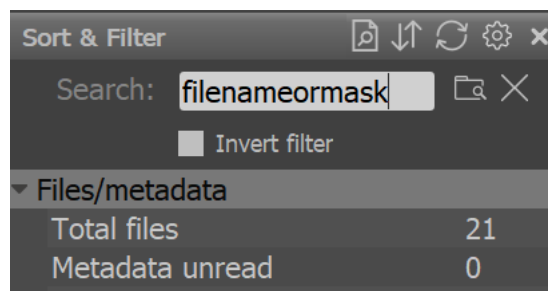 Sort & Filter
Search: filenameormask
Invert filter
Files/metadata
Total files 21
Metadata unread 0